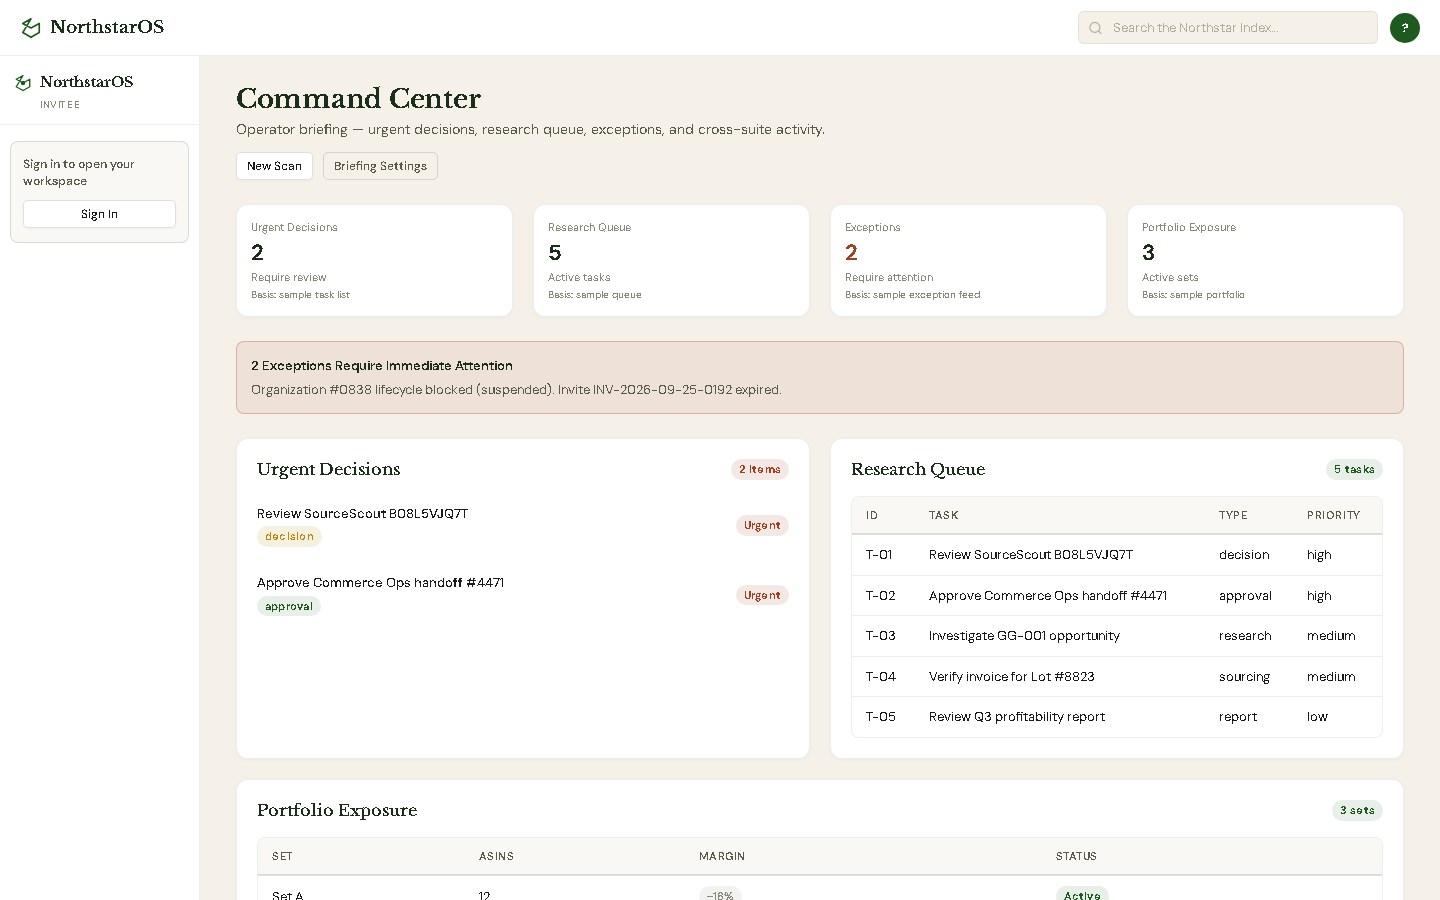 NorthstarOS
Search the Northstar Index...
?
NorthstarOS
INVITEE
Sign in to open your
workspace
Sign In
Command Center
Operator briefing — urgent decisions, research queue, exceptions, and cross-suite activity.
New Scan
Briefing Settings
Urgent Decisions
2
Require review
Basis: sample task list
Research Queue
5
Active tasks
Basis: sample queue
Exceptions
2
Require attention
Basis: sample exception feed
Portfolio Exposure
3
Active sets
Basis: sample portfolio
2 Exceptions Require Immediate Attention
Organization #0838 lifecycle blocked (suspended). Invite INV-2026-09-25-0192 expired.
Urgent Decisions
2 Items
Review SourceScout B08L5VJQ7T
decision
Urgent
Approve Commerce Ops handoff #4471
approval
Urgent
Research Queue
5 tasks
ID TASK TYPE PRIORITY
T-01 Review SourceScout B08L5VJQ7T decision high
T-02 Approve Commerce Ops handoff #4471 approval high
T-03 Investigate GG-001 opportunity research medium
T-04 Verify invoice for Lot #8823 sourcing medium
T-05 Review Q3 profitability report report low
Portfolio Exposure
3 sets
SET ASINS MARGIN STATUS
Set A 12 ~18% Active